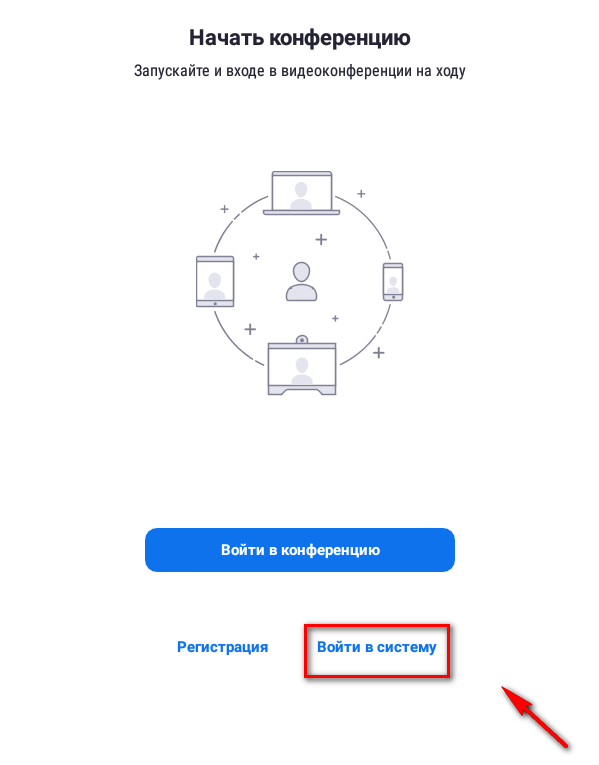 Начать конференцию
Запускайте и входе в видеоконференции на ходу
Войти в конференцию
Регистрация
Войти в систему